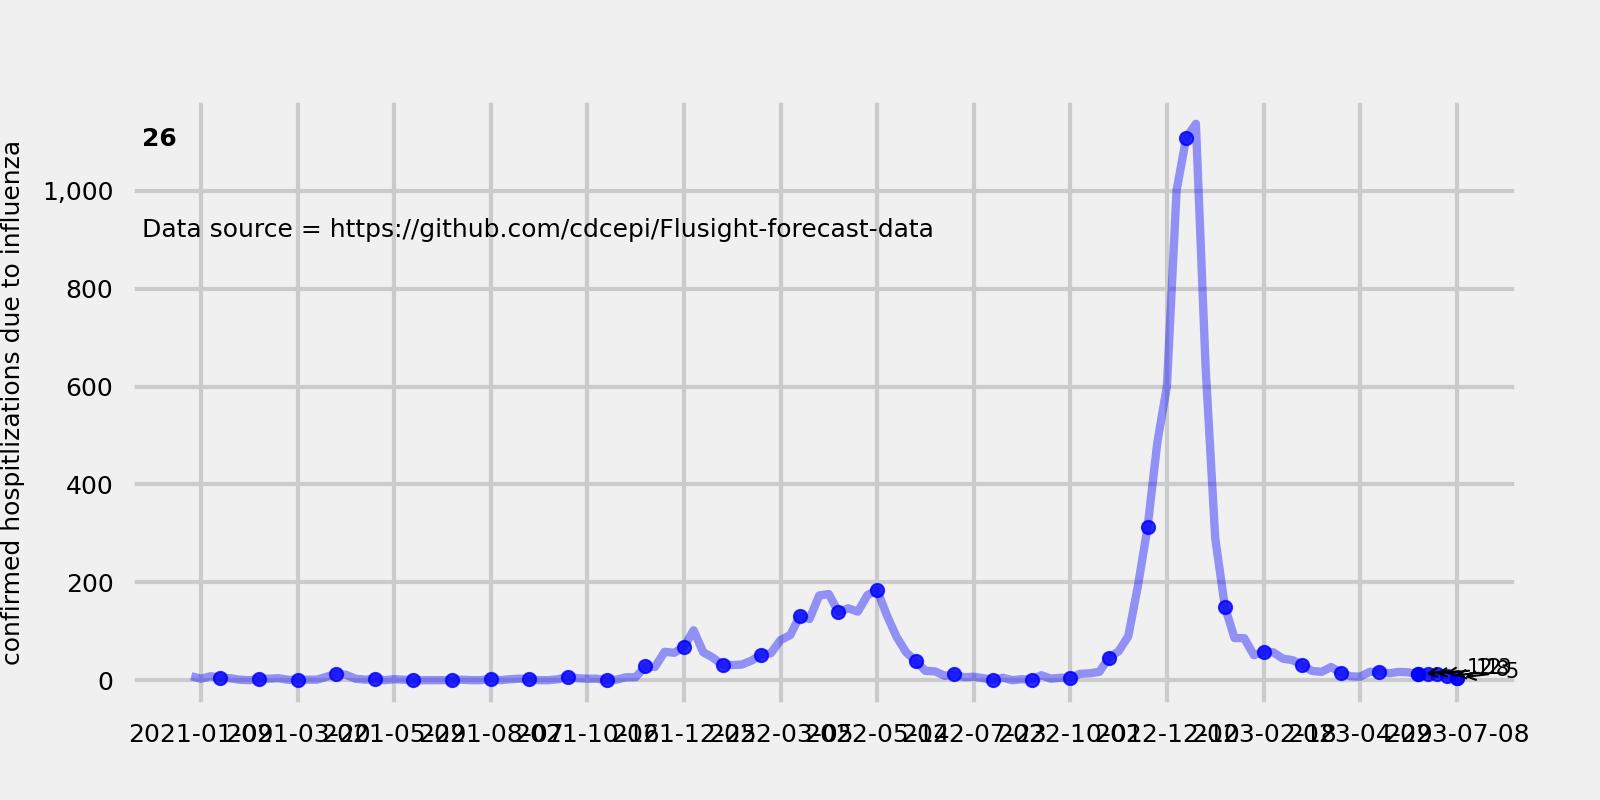 26
Data source = https://github.com/cdcepi/Flusight-forecast-data
confirmed hospitlizations due to influenza
1,000
800
600
400
200
0
2021-01-09 2021-03-20 2021-05-29 2021-08-07 2021-10-16 2021-12-25 2022-03-05 2022-05-14 2022-07-23 2022-10-01 2022-12-10 2023-02-18 2023-04-29 2023-07-08